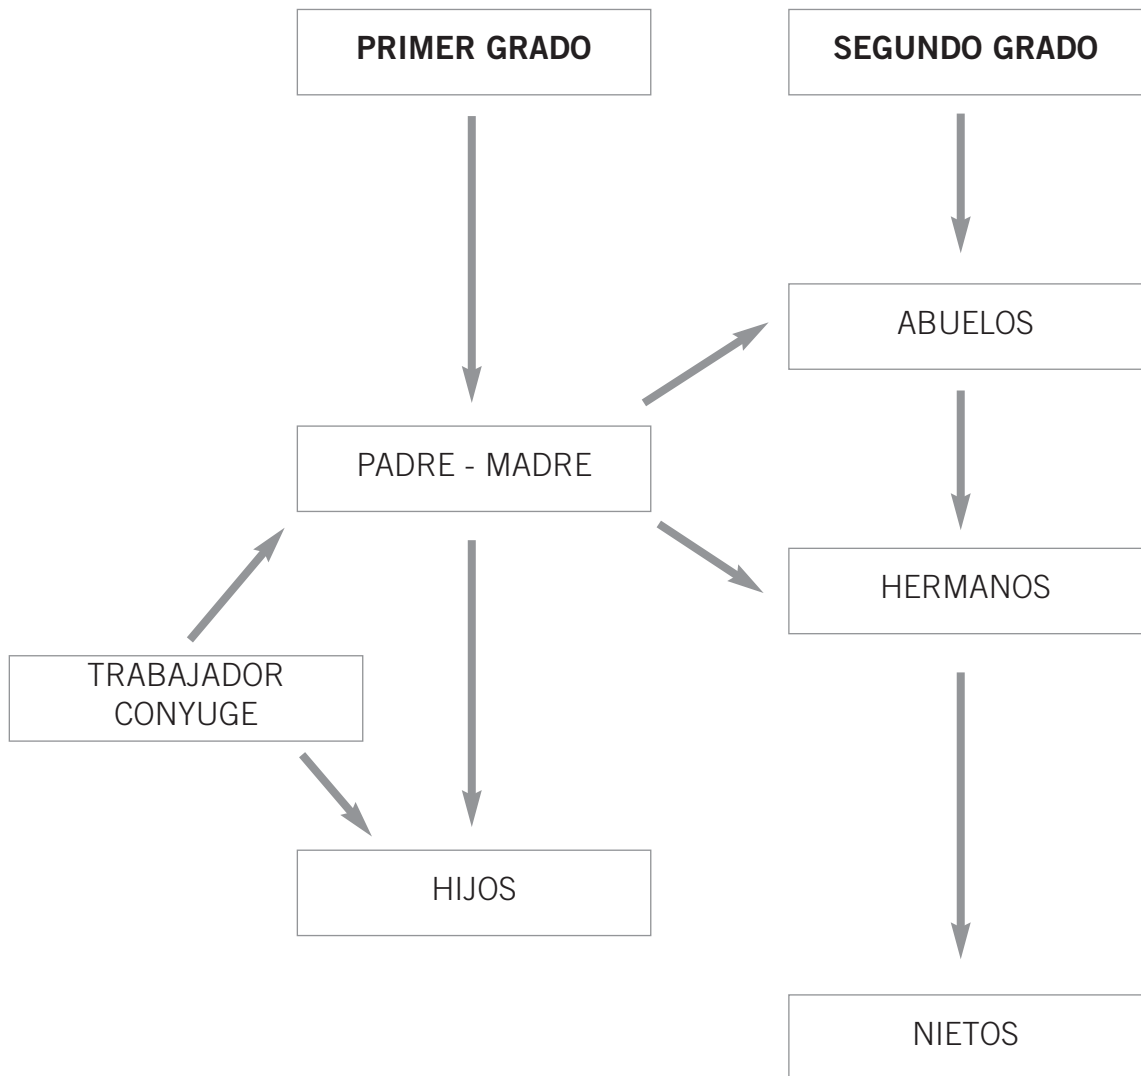 PRIMER GRADO
SEGUNDO GRADO
ABUELOS
PADRE - MADRE
HERMANOS
TRABAJADOR
CONYUGE
HIJOS
NIETOS